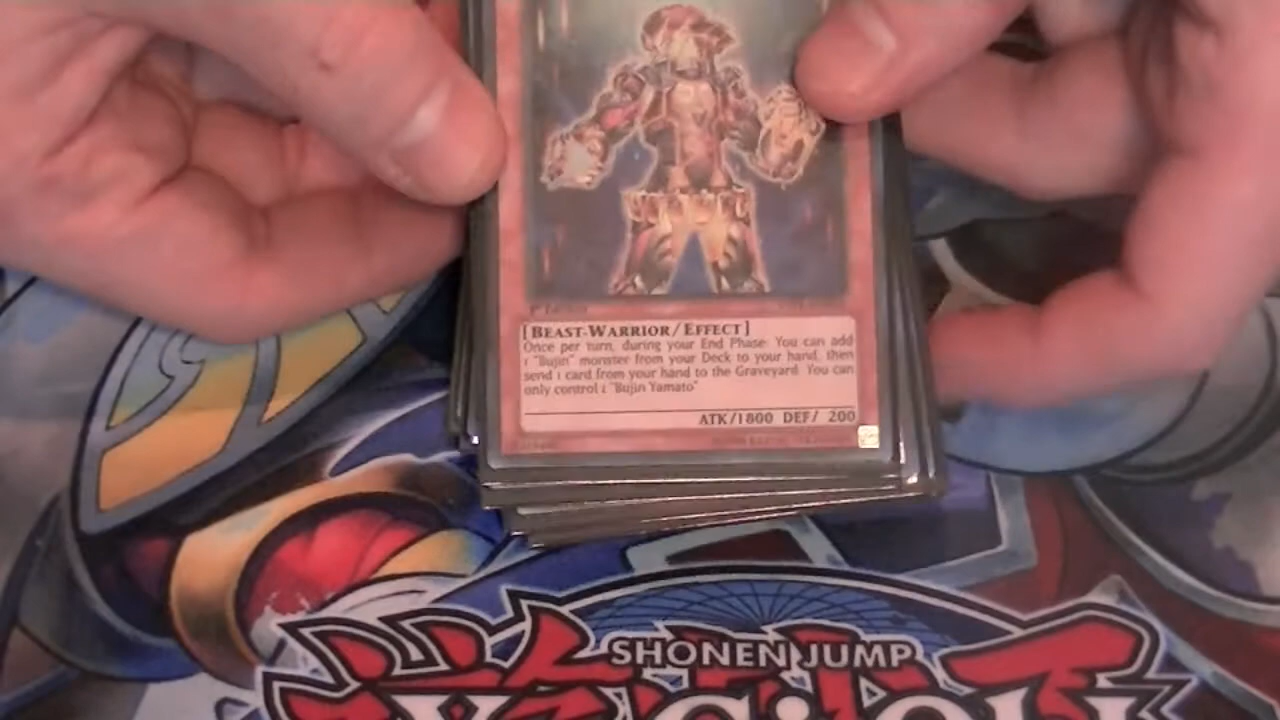 1st Edition
[BEAST-WARRIOR/EFFECT]
Once per turn, during your End Phase: You can add
1 "Bujin" monster from your Deck to your hand, then
send 1 card from your hand to the Graveyard. You can
only control 1 "Bujin Yamato"
ATK/1800 DEF/ 200
SHONEN JUMP